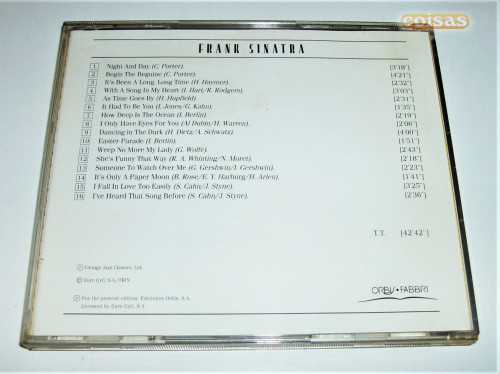 coisas
FRANK SINATRA
1 Night And Day (C. Porter). [3'18"]
2 Begin The Beguine (C. Porter). [4'21"]
3 It's Been A Long, Long Time (H. Haymer). [2'32"]
4 With A Song In My Heart (I. Hart/R. Rodgers). [3'03"]
5 As Time Goes By (H. Hupfield). [2'31"]
6 It Had To Be You (I. Jones/G. Kahn). [1'35"]
7 How Deep Is The Ocean (I. Berlin). [2'19"]
8 I Only Have Eyes For You (Al Dubin/H. Warren). [2'06"]
9 Dancing in The Dark (H. Dietz/A. Schwatz). [4'00"]
10 Easter Parade (I. Berlin). [1'51"]
11 Weep No More My Lady (G. Wolfe). [2'43"]
12 She's Funny That Way (R. A. Whinting/N. Moret). [2'18"]
13 Someone To Watch Over Me (G. Gershwin/I. Gershwin). [2'23"]
14 It's Only A Paper Moon (B. Rose/E. Y. Harburg/H. Arlen). [1'41"]
15 I Fall In Love Too Easily (S. Cahn/J. Styne). [3'25"]
16 I've Heard That Song Before (S. Cahn/J. Styne). [2'36"]
T.T. [42'42"]
℗ Vintage Jazz Classics, Ltd.
© Euro Gyf, S.A./TRIN
℗ For the present edition: Ediciones Orbis, S.A.
Licensed by Euro Gyf, S.A.
ORBIS•FABBRI